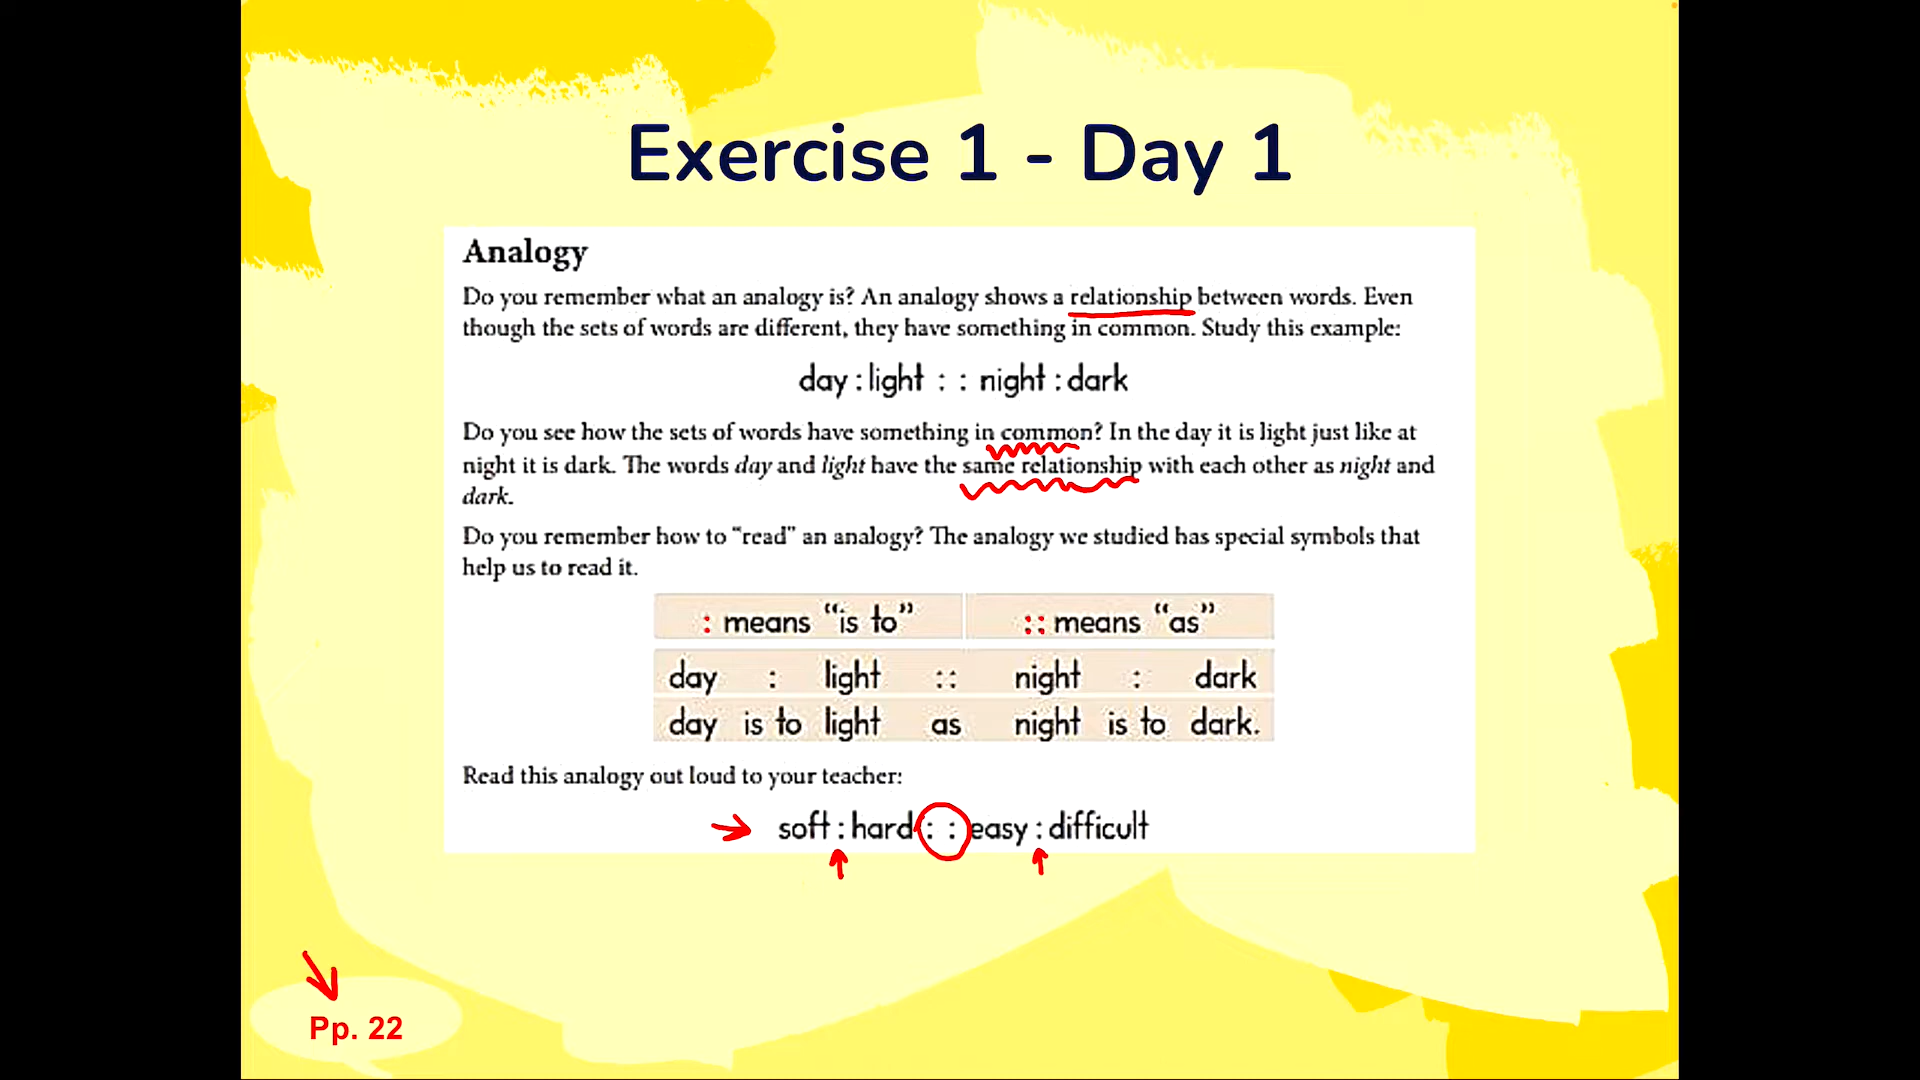 Exercise 1 - Day 1
Analogy
Do you remember what an analogy is? An analogy shows a relationship between words. Even
though the sets of words are different, they have something in common. Study this example:
day : light : : night : dark
Do you see how the sets of words have something in common? In the day it is light just like at
night it is dark. The words day and light have the same relationship with each other as night and
dark.
Do you remember how to "read" an analogy? The analogy we studied has special symbols that
help us to read it.
: means "is to" :: means "as"
day : light :: night : dark
day is to light as night is to dark.
Read this analogy out loud to your teacher:
soft : hard : : easy : difficult
Pp. 22